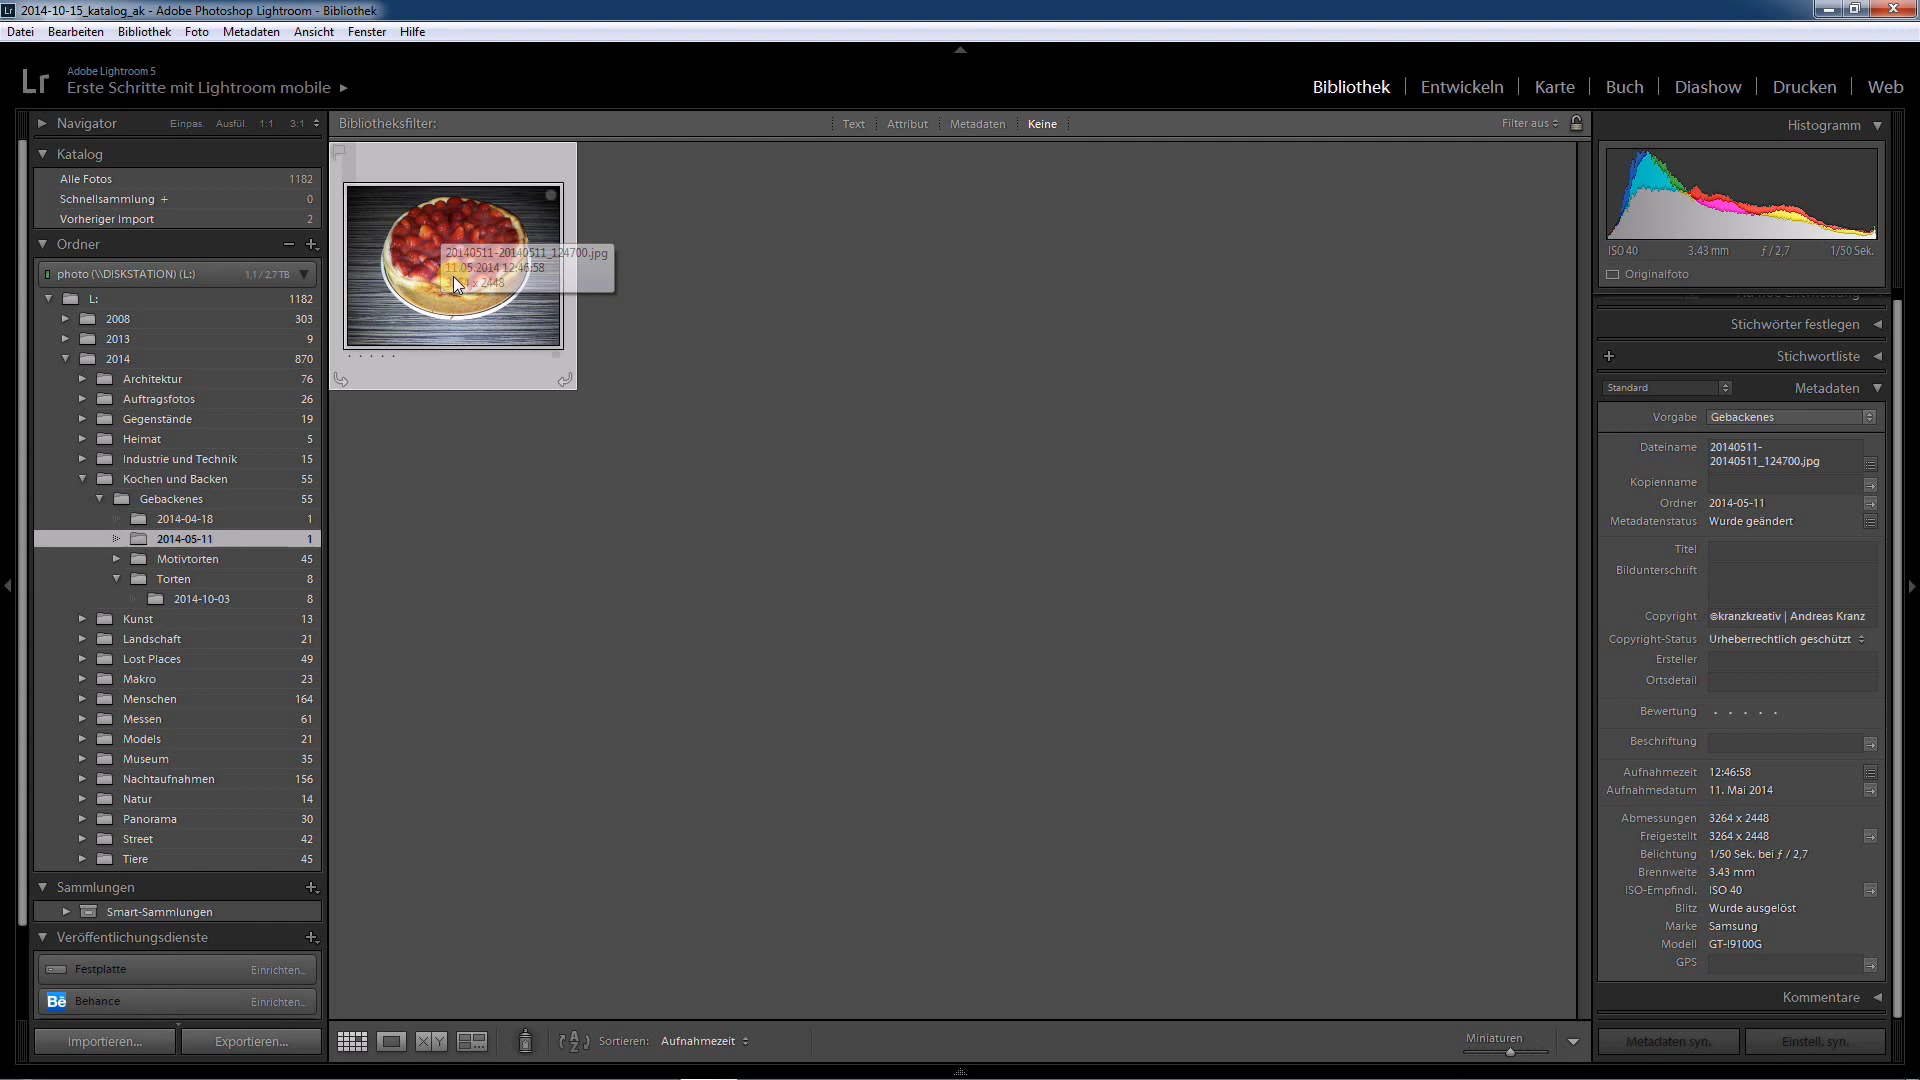 2014-10-15_katalog_ak - Adobe Photoshop Lightroom - Bibliothek
Datei Bearbeiten Bibliothek Foto Metadaten Ansicht Fenster Hilfe
Lr
Adobe Lightroom 5
Erste Schritte mit Lightroom mobile
Bibliothek Entwickeln Karte Buch Diashow Drucken Web
Navigator Einpas. Ausfül. 1:1 3:1
Katalog
Alle Fotos 1182
Schnellsammlung + 0
Vorheriger Import 2
Ordner
photo (\\DISKSTATION) (L:) 1,1 / 2,7 TB
L: 1182
2008 303
2013 9
2014 870
Architektur 76
Auftragsfotos 26
Gegenstände 19
Heimat 5
Industrie und Technik 15
Kochen und Backen 55
Gebackenes 55
2014-04-18 1
2014-05-11 1
Motivtorten 45
Torten 8
2014-10-03 8
Kunst 13
Landschaft 21
Lost Places 49
Makro 23
Menschen 164
Messen 61
Models 21
Museum 35
Nachtaufnahmen 156
Natur 14
Panorama 30
Street 42
Tiere 45
Sammlungen
Smart-Sammlungen
Veröffentlichungsdienste
Festplatte Einrichten...
Bē Behance Einrichten...
Importieren... Exportieren...
Bibliotheksfilter: Text Attribut Metadaten Keine Filter aus
20140511-20140511_124700.jpg
11.05.2014 12:46:58
x 2448
Sortieren: Aufnahmezeit
Miniaturen
Histogramm
ISO 40 3.43 mm ƒ / 2,7 1/50 Sek.
Originalfoto
Ad-hoc-Entwicklung
Stichwörter festlegen
Stichwortliste
Standard Metadaten
Vorgabe Gebackenes
Dateiname 20140511-
20140511_124700.jpg
Kopienname
Ordner 2014-05-11
Metadatenstatus Wurde geändert
Titel
Bildunterschrift
Copyright ©kranzkreativ | Andreas Kranz
Copyright-Status Urheberrechtlich geschützt
Ersteller
Ortsdetail
Bewertung
Beschriftung
Aufnahmezeit 12:46:58
Aufnahmedatum 11. Mai 2014
Abmessungen 3264 x 2448
Freigestellt 3264 x 2448
Belichtung 1/50 Sek. bei ƒ / 2,7
Brennweite 3.43 mm
ISO-Empfindl. ISO 40
Blitz Wurde ausgelöst
Marke Samsung
Modell GT-I9100G
GPS
Kommentare
Metadaten syn. Einstell. syn.